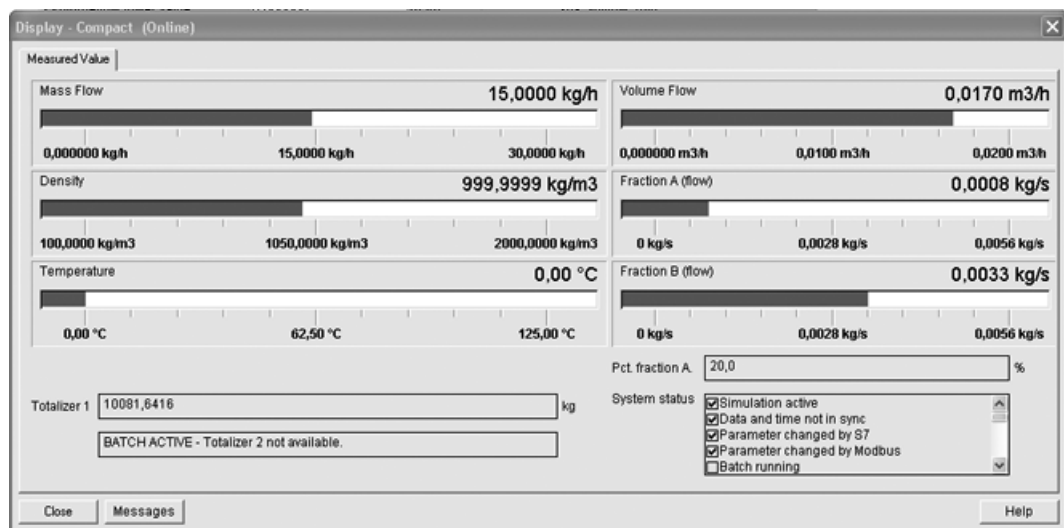 Display - Compact (Online)
Measured Value
Mass Flow 15,0000 kg/h
0,000000 kg/h 15,0000 kg/h 30,0000 kg/h
Density 999,9999 kg/m3
100,0000 kg/m3 1050,0000 kg/m3 2000,0000 kg/m3
Temperature 0,00 °C
0,00 °C 62,50 °C 125,00 °C
Volume Flow 0,0170 m3/h
0,000000 m3/h 0,0100 m3/h 0,0200 m3/h
Fraction A (flow) 0,0008 kg/s
0 kg/s 0,0028 kg/s 0,0056 kg/s
Fraction B (flow) 0,0033 kg/s
0 kg/s 0,0028 kg/s 0,0056 kg/s
Pct. fraction A. 20,0 %
Totalizer 1 10081,6416 kg
BATCH ACTIVE - Totalizer 2 not available.
System status
Simulation active
Data and time not in sync
Parameter changed by S7
Parameter changed by Modbus
Batch running
Close Messages Help